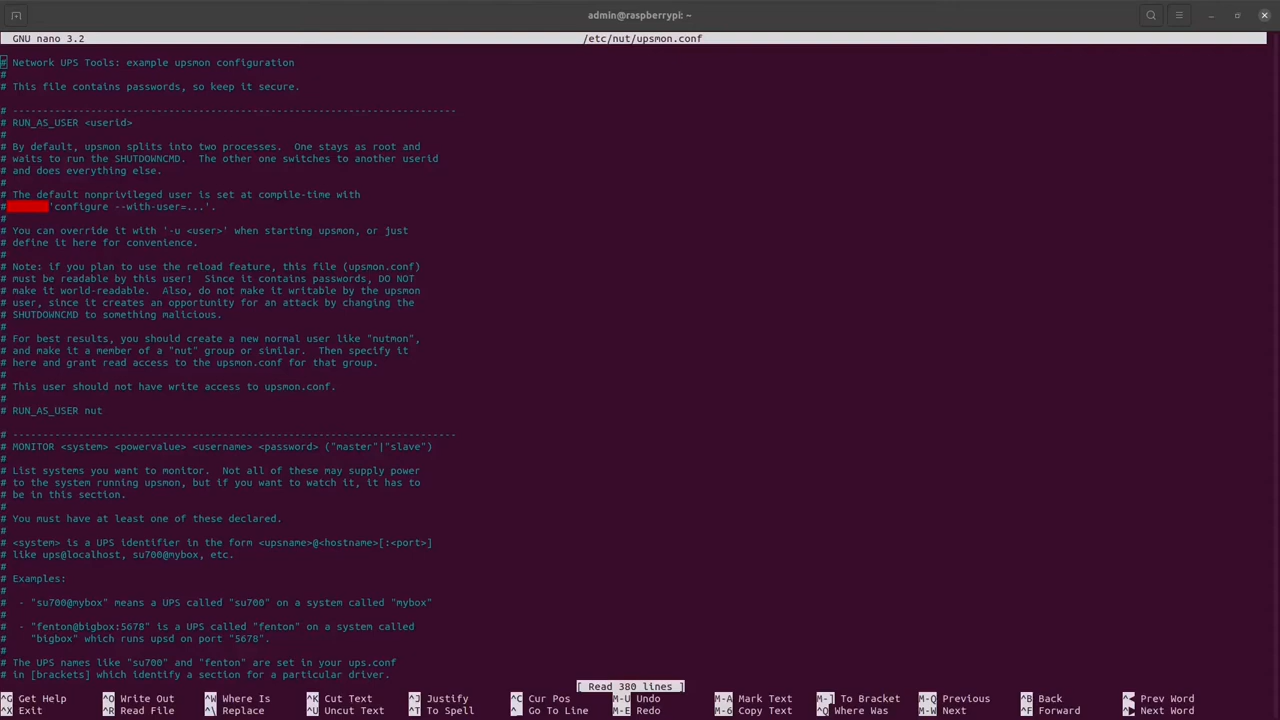 admin@raspberrypi: ~
GNU nano 3.2 /etc/nut/upsmon.conf
# Network UPS Tools: example upsmon configuration
#
# This file contains passwords, so keep it secure.
# --------------------------------------------------------------------------
# RUN_AS_USER <userid>
#
# By default, upsmon splits into two processes.  One stays as root and
# waits to run the SHUTDOWNCMD.  The other one switches to another userid
# and does everything else.
#
# The default nonprivileged user is set at compile-time with
#       'configure --with-user=...'.
#
# You can override it with '-u <user>' when starting upsmon, or just
# define it here for convenience.
#
# Note: if you plan to use the reload feature, this file (upsmon.conf)
# must be readable by this user!  Since it contains passwords, DO NOT
# make it world-readable.  Also, do not make it writable by the upsmon
# user, since it creates an opportunity for an attack by changing the
# SHUTDOWNCMD to something malicious.
#
# For best results, you should create a new normal user like "nutmon",
# and make it a member of a "nut" group or similar.  Then specify it
# here and grant read access to the upsmon.conf for that group.
#
# This user should not have write access to upsmon.conf.
#
# RUN_AS_USER nut
# --------------------------------------------------------------------------
# MONITOR <system> <powervalue> <username> <password> ("master"|"slave")
#
# List systems you want to monitor.  Not all of these may supply power
# to the system running upsmon, but if you want to watch it, it has to
# be in this section.
#
# You must have at least one of these declared.
#
# <system> is a UPS identifier in the form <upsname>@<hostname>[:<port>]
# like ups@localhost, su700@mybox, etc.
#
# Examples:
#
#  - "su700@mybox" means a UPS called "su700" on a system called "mybox"
#
#  - "fenton@bigbox:5678" is a UPS called "fenton" on a system called
#    "bigbox" which runs upsd on port "5678".
#
# The UPS names like "su700" and "fenton" are set in your ups.conf
# in [brackets] which identify a section for a particular driver.
[ Read 380 lines ]
^G Get Help ^O Write Out ^W Where Is ^K Cut Text ^J Justify ^C Cur Pos M-U Undo M-A Mark Text M-] To Bracket M-Q Previous ^B Back ^◀ Prev Word
^X Exit ^R Read File ^\ Replace ^U Uncut Text ^T To Spell ^_ Go To Line M-E Redo M-6 Copy Text ^Q Where Was M-W Next ^F Forward ^▶ Next Word